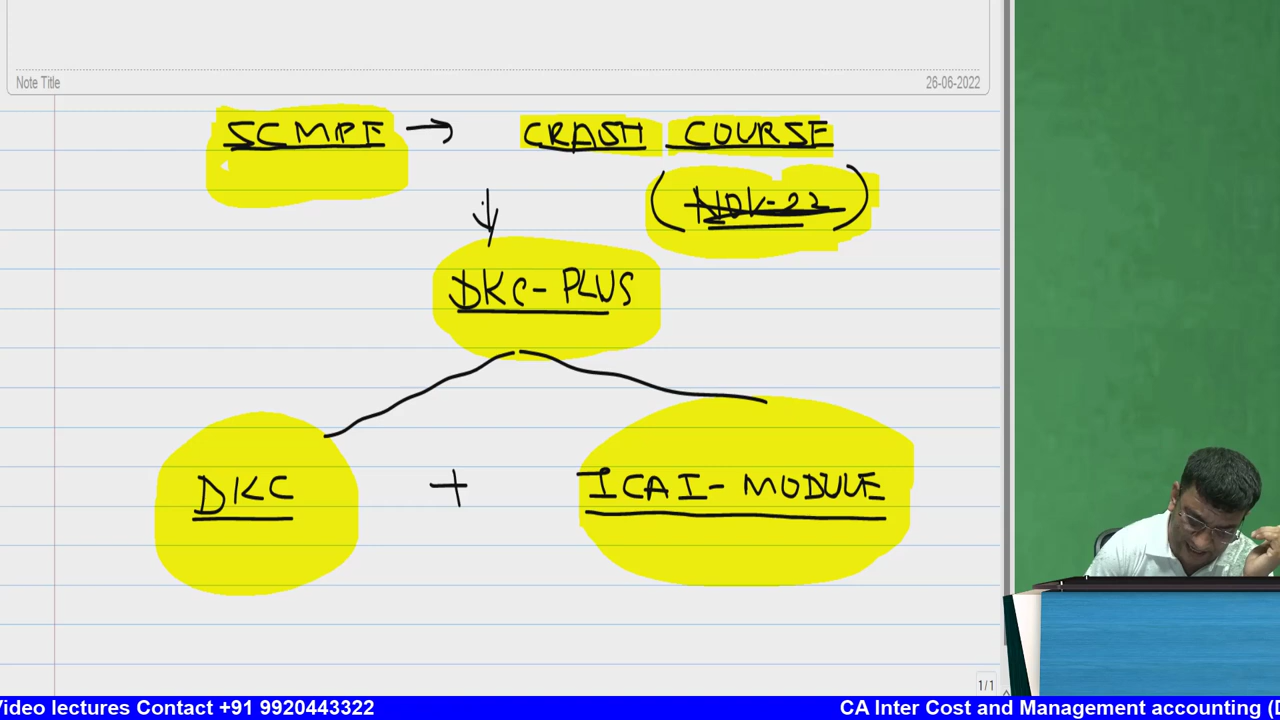 Note Title
26-06-2022
SCMPE → CRASH COURSE
(NOV-22)
↓
DKC-PLUS
DKC + ICAI-MODULE
1/1
Video lectures Contact +91 9920443322
CA Inter Cost and Management accounting (D